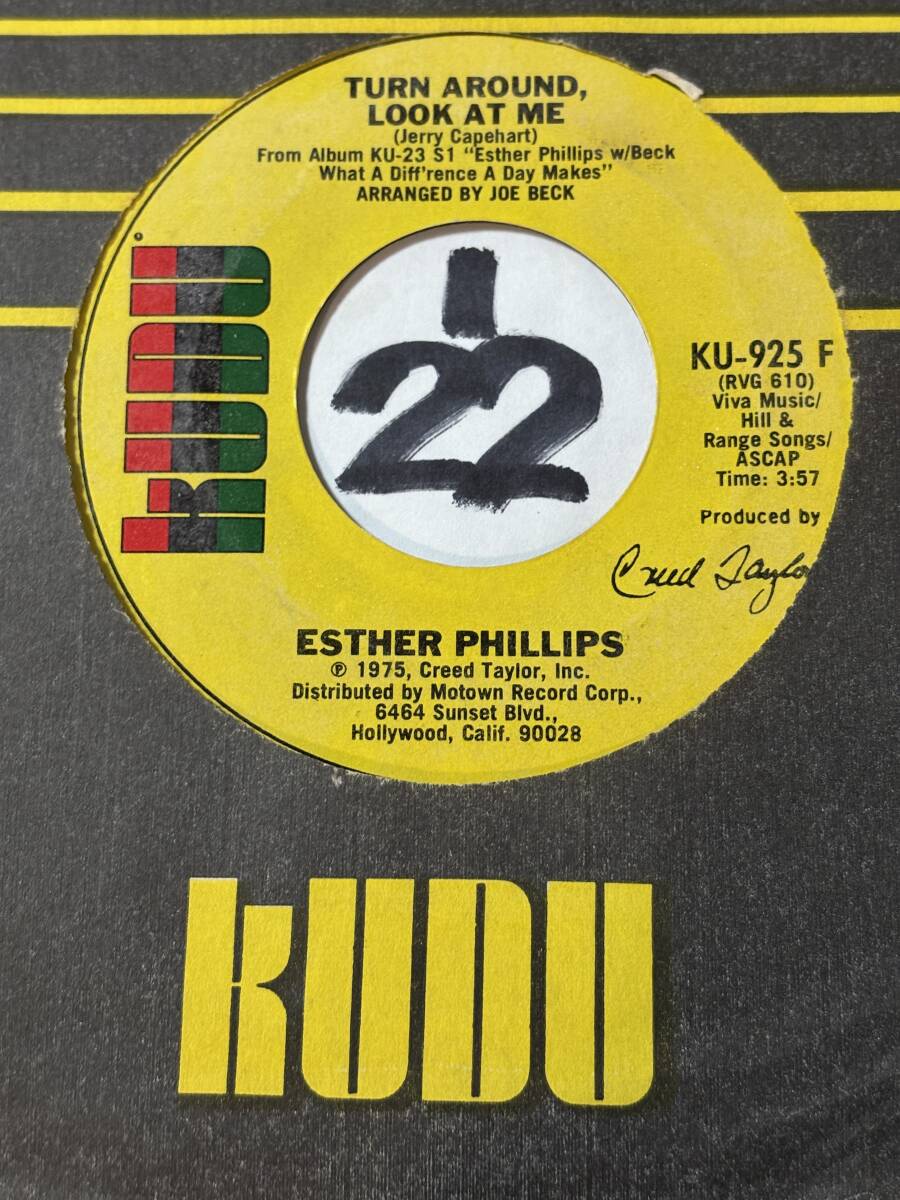 TURN AROUND,
LOOK AT ME
(Jerry Capehart)
From Album KU-23 S1 "Esther Phillips w/Beck
What A Diff'rence A Day Makes"
ARRANGED BY JOE BECK
KUDU
1
22
KU-925 F
(RVG 610)
Viva Music/
Hill &
Range Songs/
ASCAP
Time: 3:57
Produced by
Creed Taylor
ESTHER PHILLIPS
℗ 1975, Creed Taylor, Inc.
Distributed by Motown Record Corp.,
6464 Sunset Blvd.,
Hollywood, Calif. 90028
KUDU